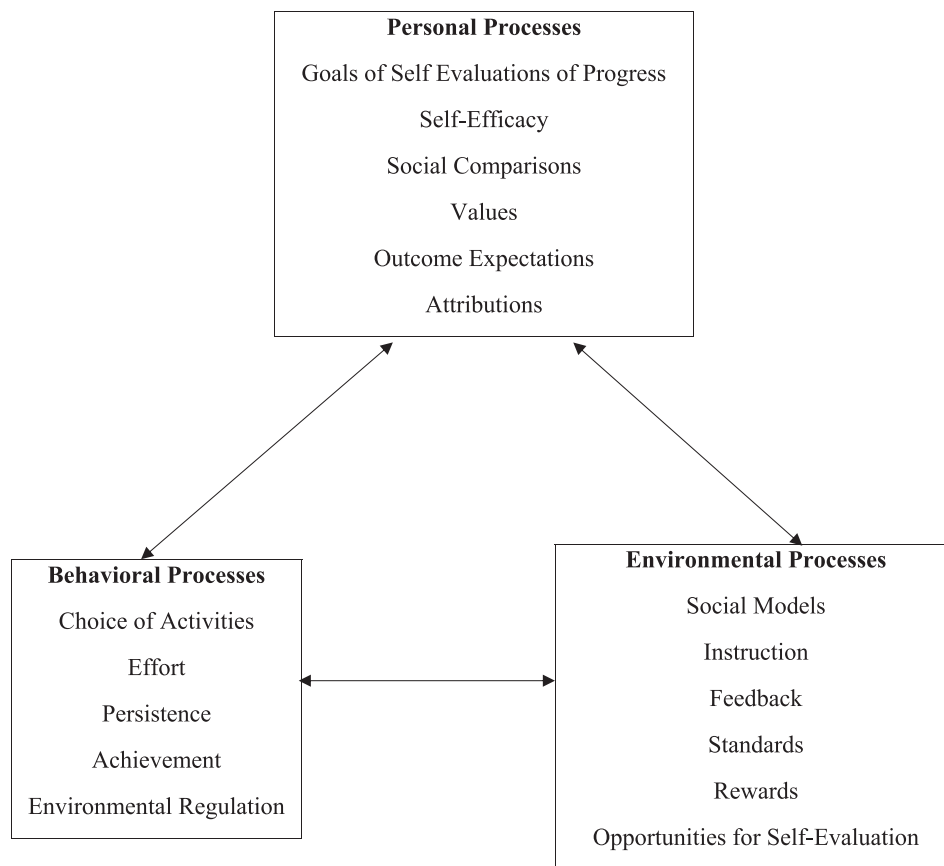 Personal Processes
Goals of Self Evaluations of Progress
Self-Efficacy
Social Comparisons
Values
Outcome Expectations
Attributions
Behavioral Processes
Choice of Activities
Effort
Persistence
Achievement
Environmental Regulation
Environmental Processes
Social Models
Instruction
Feedback
Standards
Rewards
Opportunities for Self-Evaluation